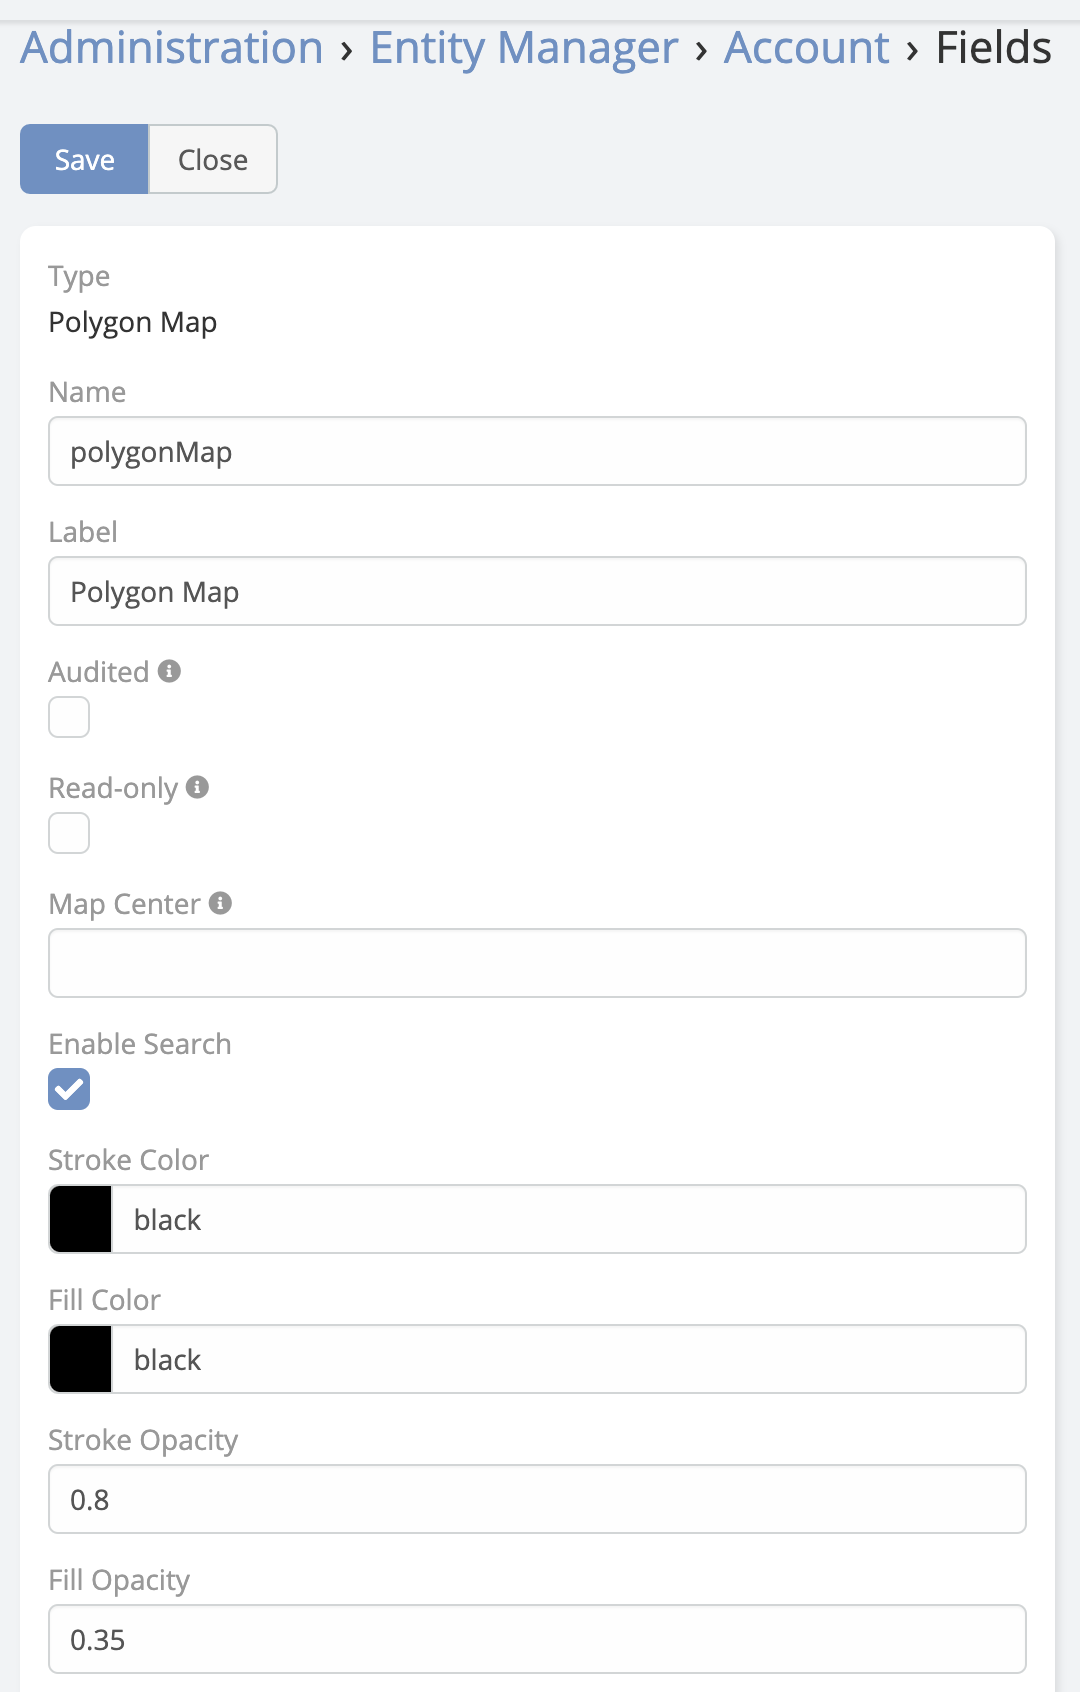 Administration › Entity Manager › Account › Fields
Save Close
Type
Polygon Map
Name
polygonMap
Label
Polygon Map
Audited
Read-only
Map Center
Enable Search
Stroke Color
black
Fill Color
black
Stroke Opacity
0.8
Fill Opacity
0.35